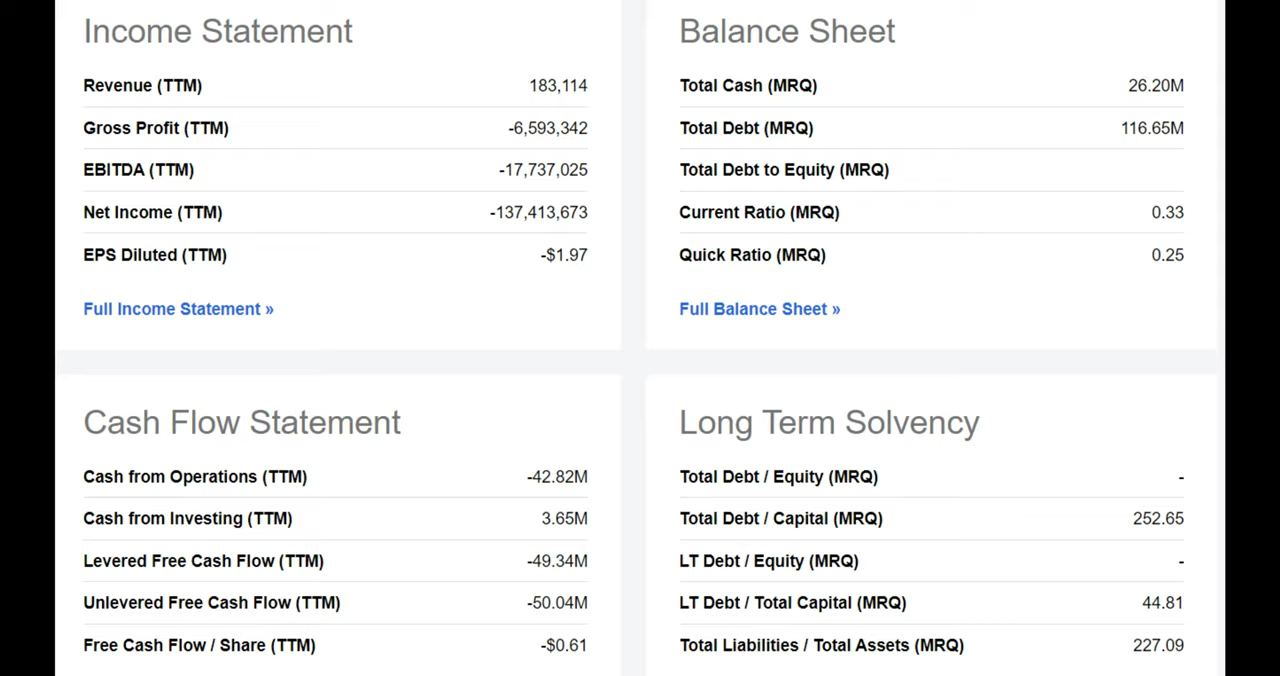 Income Statement
Revenue (TTM) 183,114
Gross Profit (TTM) -6,593,342
EBITDA (TTM) -17,737,025
Net Income (TTM) -137,413,673
EPS Diluted (TTM) -$1.97
Full Income Statement »
Balance Sheet
Total Cash (MRQ) 26.20M
Total Debt (MRQ) 116.65M
Total Debt to Equity (MRQ)
Current Ratio (MRQ) 0.33
Quick Ratio (MRQ) 0.25
Full Balance Sheet »
Cash Flow Statement
Cash from Operations (TTM) -42.82M
Cash from Investing (TTM) 3.65M
Levered Free Cash Flow (TTM) -49.34M
Unlevered Free Cash Flow (TTM) -50.04M
Free Cash Flow / Share (TTM) -$0.61
Long Term Solvency
Total Debt / Equity (MRQ) -
Total Debt / Capital (MRQ) 252.65
LT Debt / Equity (MRQ) -
LT Debt / Total Capital (MRQ) 44.81
Total Liabilities / Total Assets (MRQ) 227.09